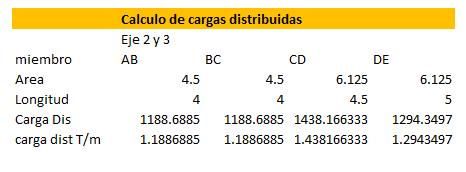 Calculo de cargas distribuidas
Eje 2 y 3
miembro AB BC CD DE
Area 4.5 4.5 6.125 6.125
Longitud 4 4 4.5 5
Carga Dis 1188.6885 1188.6885 1438.166333 1294.3497
carga dist T/m 1.1886885 1.1886885 1.438166333 1.2943497